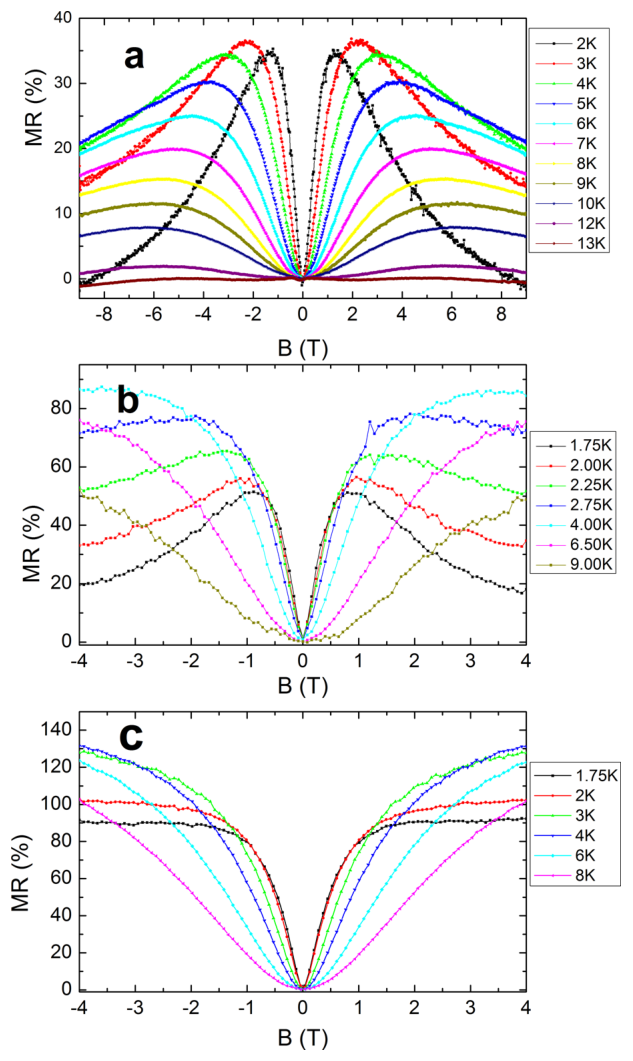 a
MR (%)
40
30
20
10
0
-8 -6 -4 -2 0 2 4 6 8
B (T)
2K
3K
4K
5K
6K
7K
8K
9K
10K
12K
13K
b
MR (%)
80
60
40
20
0
-4 -3 -2 -1 0 1 2 3 4
B (T)
1.75K
2.00K
2.25K
2.75K
4.00K
6.50K
9.00K
c
MR (%)
140
120
100
80
60
40
20
0
-4 -3 -2 -1 0 1 2 3 4
B (T)
1.75K
2K
3K
4K
6K
8K